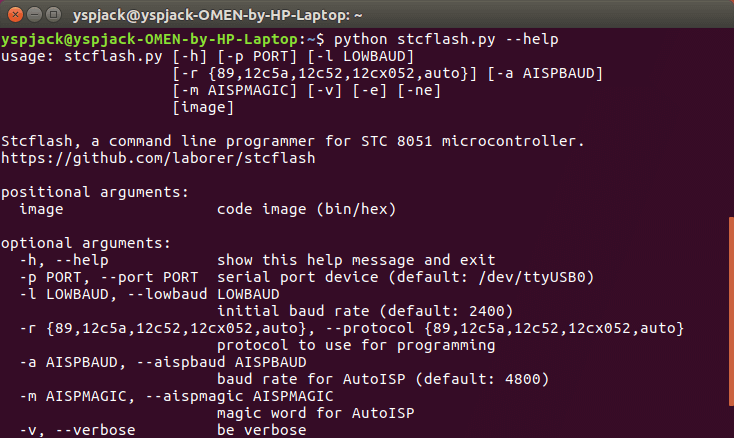 yspjack@yspjack-OMEN-by-HP-Laptop: ~
yspjack@yspjack-OMEN-by-HP-Laptop:~$ python stcflash.py --help
usage: stcflash.py [-h] [-p PORT] [-l LOWBAUD]
                   [-r {89,12c5a,12c52,12cx052,auto}] [-a AISPBAUD]
                   [-m AISPMAGIC] [-v] [-e] [-ne]
                   [image]

Stcflash, a command line programmer for STC 8051 microcontroller.
https://github.com/laborer/stcflash

positional arguments:
  image                 code image (bin/hex)

optional arguments:
  -h, --help            show this help message and exit
  -p PORT, --port PORT  serial port device (default: /dev/ttyUSB0)
  -l LOWBAUD, --lowbaud LOWBAUD
                        initial baud rate (default: 2400)
  -r {89,12c5a,12c52,12cx052,auto}, --protocol {89,12c5a,12c52,12cx052,auto}
                        protocol to use for programming
  -a AISPBAUD, --aispbaud AISPBAUD
                        baud rate for AutoISP (default: 4800)
  -m AISPMAGIC, --aispmagic AISPMAGIC
                        magic word for AutoISP
  -v, --verbose         be verbose